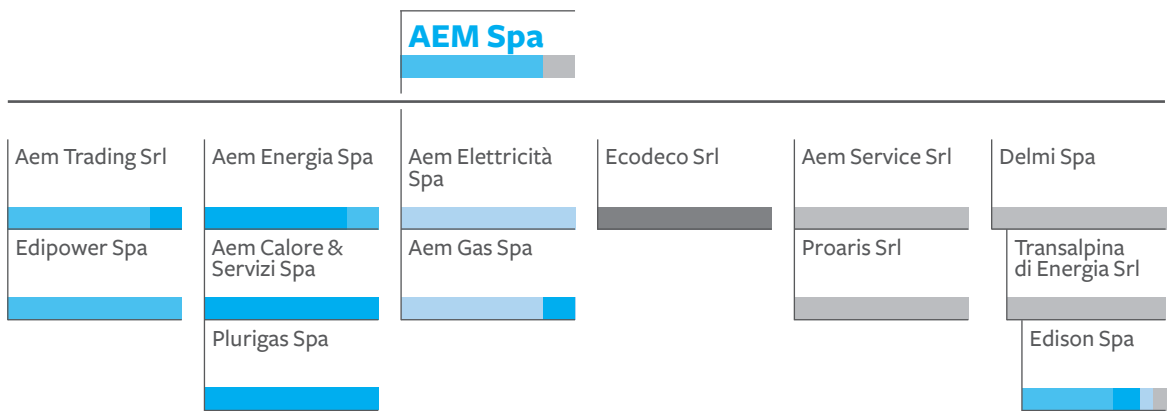 AEM Spa
Aem Trading Srl
Aem Energia Spa
Aem Elettricità
Spa
Ecodeco Srl
Aem Service Srl
Delmi Spa
Edipower Spa
Aem Calore &
Servizi Spa
Aem Gas Spa
Proaris Srl
Transalpina
di Energia Srl
Plurigas Spa
Edison Spa